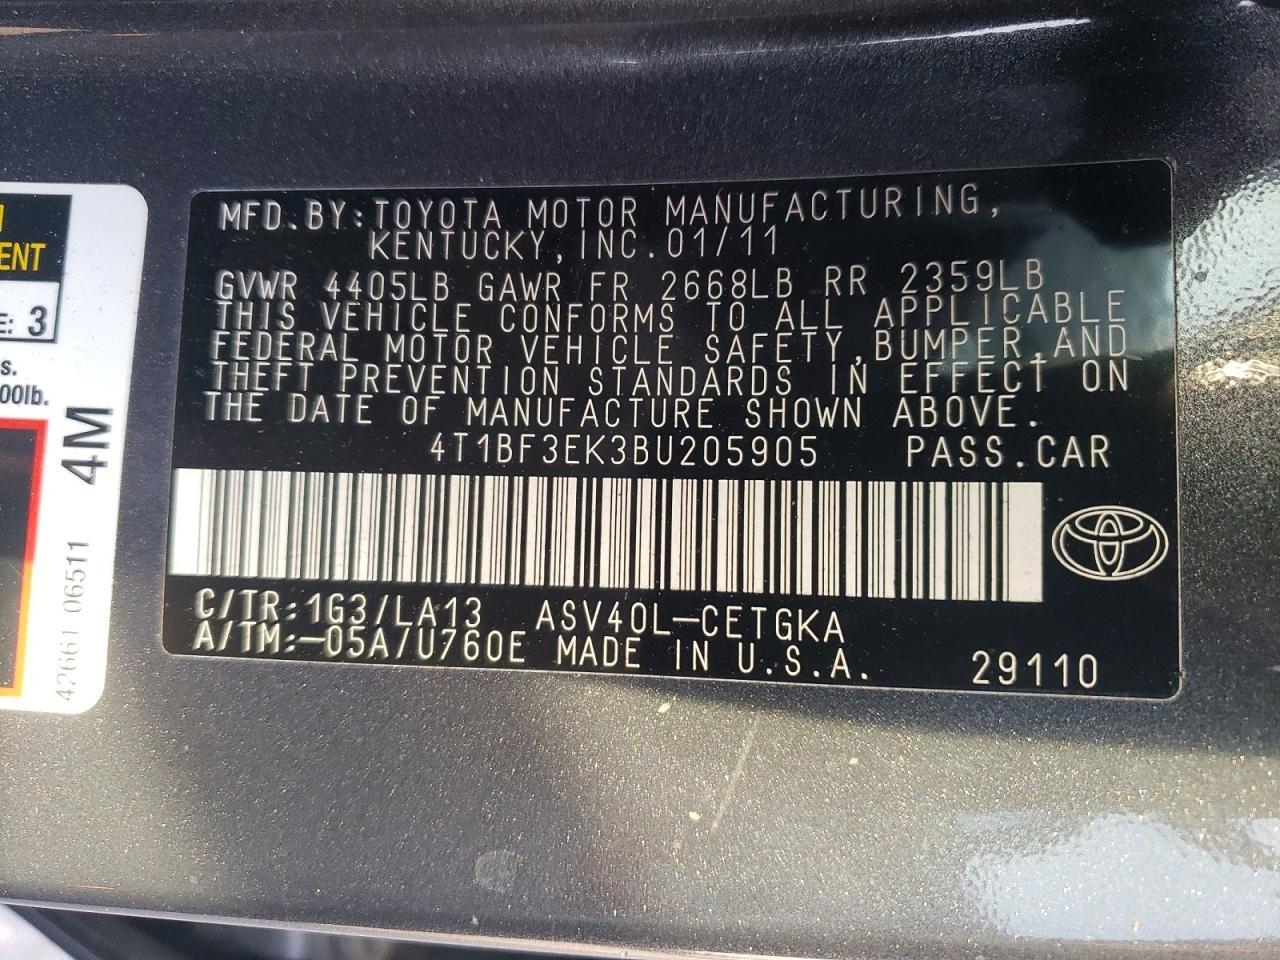 MFD. BY: TOYOTA MOTOR MANUFACTURING,
KENTUCKY, INC. 01/11
GVWR 4405LB GAWR FR 2668LB RR 2359LB
THIS VEHICLE CONFORMS TO ALL APPLICABLE
FEDERAL MOTOR VEHICLE SAFETY, BUMPER, AND
THEFT PREVENTION STANDARDS IN EFFECT ON
THE DATE OF MANUFACTURE SHOWN ABOVE.
4T1BF3EK3BU205905 PASS. CAR
C/TR: 1G3/LA13 ASV40L-CETGKA
A/TM:-05A/U760E MADE IN U.S.A.
29110
ENT
E: 3
s.
00lb.
4M
42661 06511